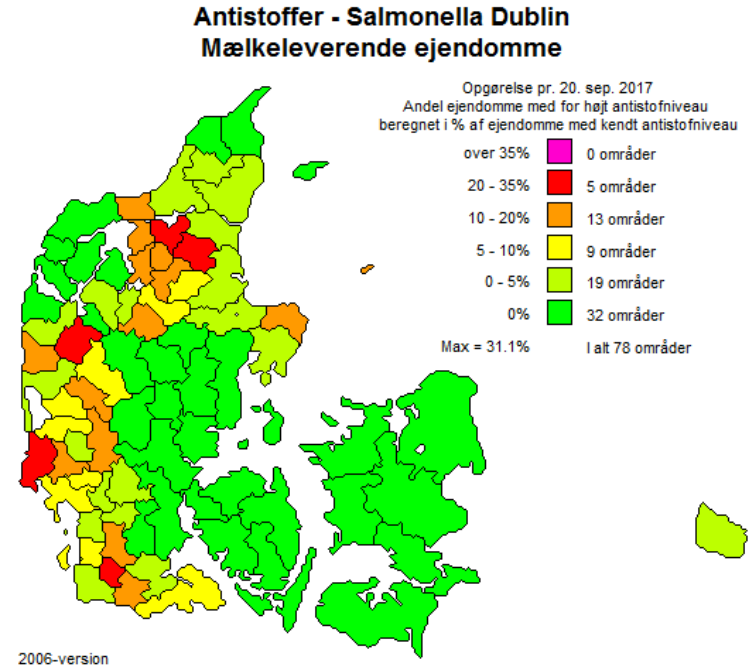 Antistoffer - Salmonella Dublin
Mælkeleverende ejendomme
Opgørelse pr. 20. sep. 2017
Andel ejendomme med for højt antistofniveau
beregnet i % af ejendomme med kendt antistofniveau
over 35% 0 områder
20 - 35% 5 områder
10 - 20% 13 områder
5 - 10% 9 områder
0 - 5% 19 områder
0% 32 områder
Max = 31.1% I alt 78 områder
2006-version